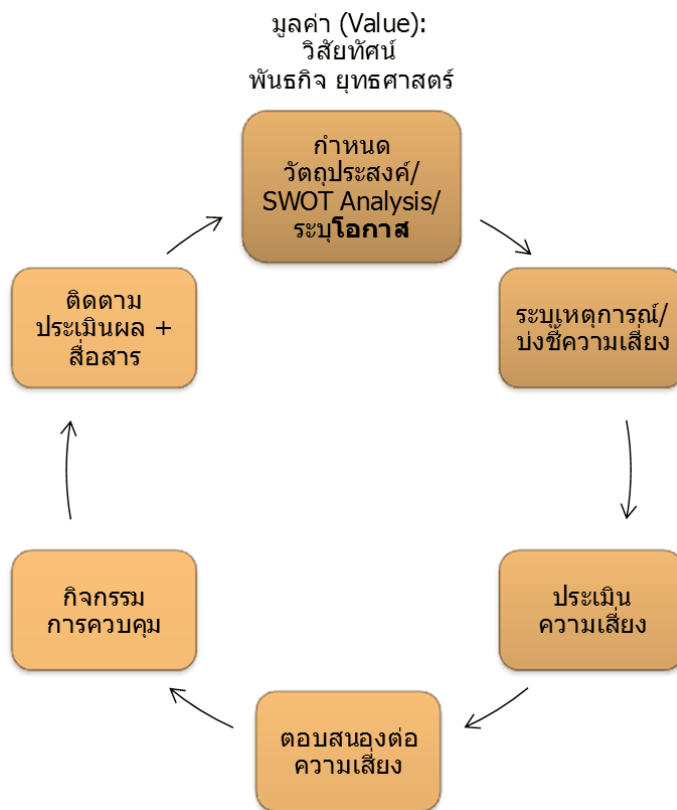 มูลค่า (Value):
วิสัยทัศน์
พันธกิจ ยุทธศาสตร์
กำหนด
วัตถุประสงค์/
SWOT Analysis/
ระบุโอกาส
ระบุเหตุการณ์/
บ่งชี้ความเสี่ยง
ประเมิน
ความเสี่ยง
ตอบสนองต่อ
ความเสี่ยง
กิจกรรม
การควบคุม
ติดตาม
ประเมินผล +
สื่อสาร